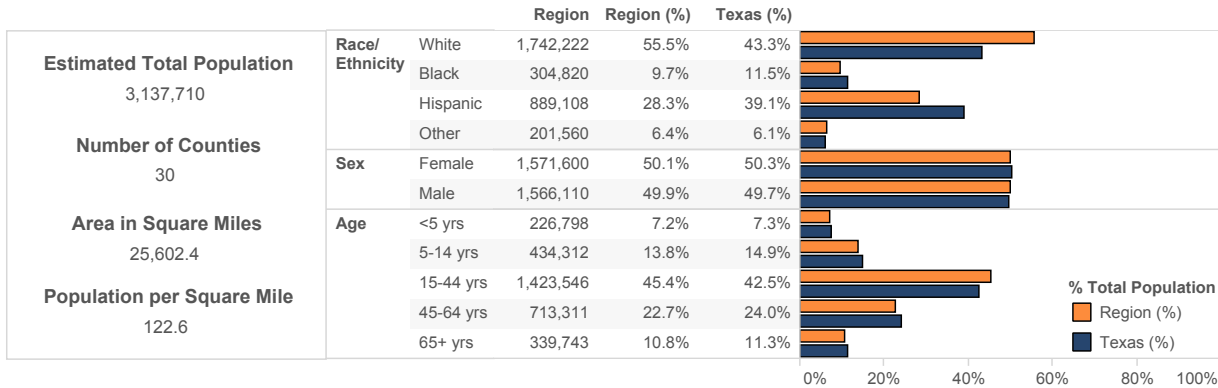 Region Region (%) Texas (%)
Estimated Total Population
3,137,710
Number of Counties
30
Area in Square Miles
25,602.4
Population per Square Mile
122.6
Race/
Ethnicity
White 1,742,222 55.5% 43.3%
Black 304,820 9.7% 11.5%
Hispanic 889,108 28.3% 39.1%
Other 201,560 6.4% 6.1%
Sex Female 1,571,600 50.1% 50.3%
Male 1,566,110 49.9% 49.7%
Age <5 yrs 226,798 7.2% 7.3%
5-14 yrs 434,312 13.8% 14.9%
15-44 yrs 1,423,546 45.4% 42.5%
45-64 yrs 713,311 22.7% 24.0%
65+ yrs 339,743 10.8% 11.3%
% Total Population
Region (%)
Texas (%)
0% 20% 40% 60% 80% 100%